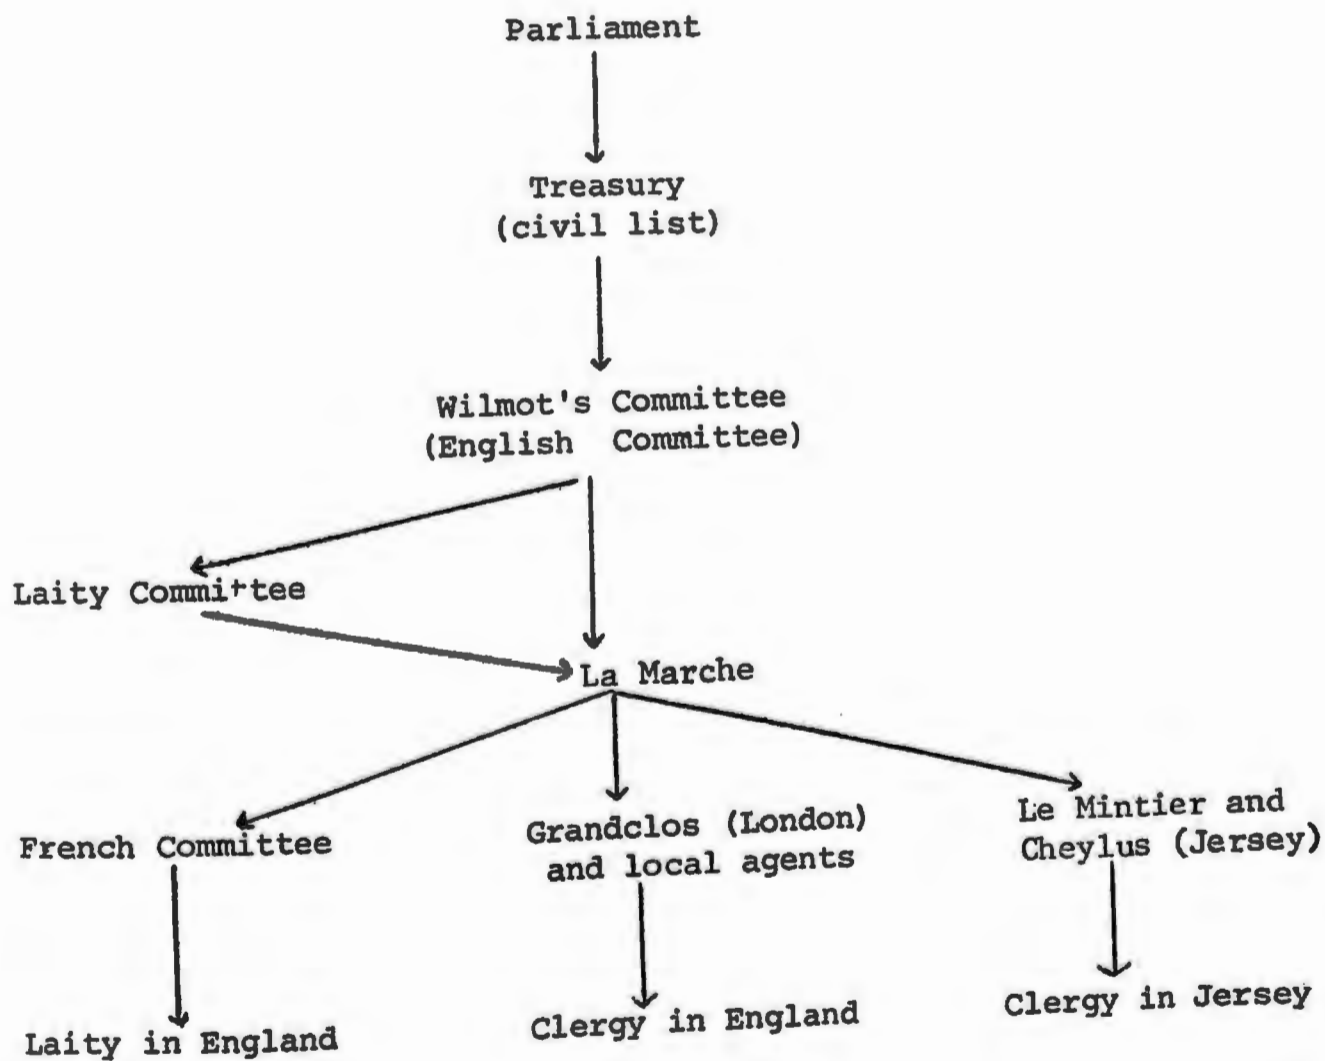 Parliament
Treasury
(civil list)
Wilmot's Committee
(English Committee)
Laity Committee
La Marche
French Committee
Grandclos (London)
and local agents
Le Mintier and
Cheylus (Jersey)
Laity in England
Clergy in England
Clergy in Jersey